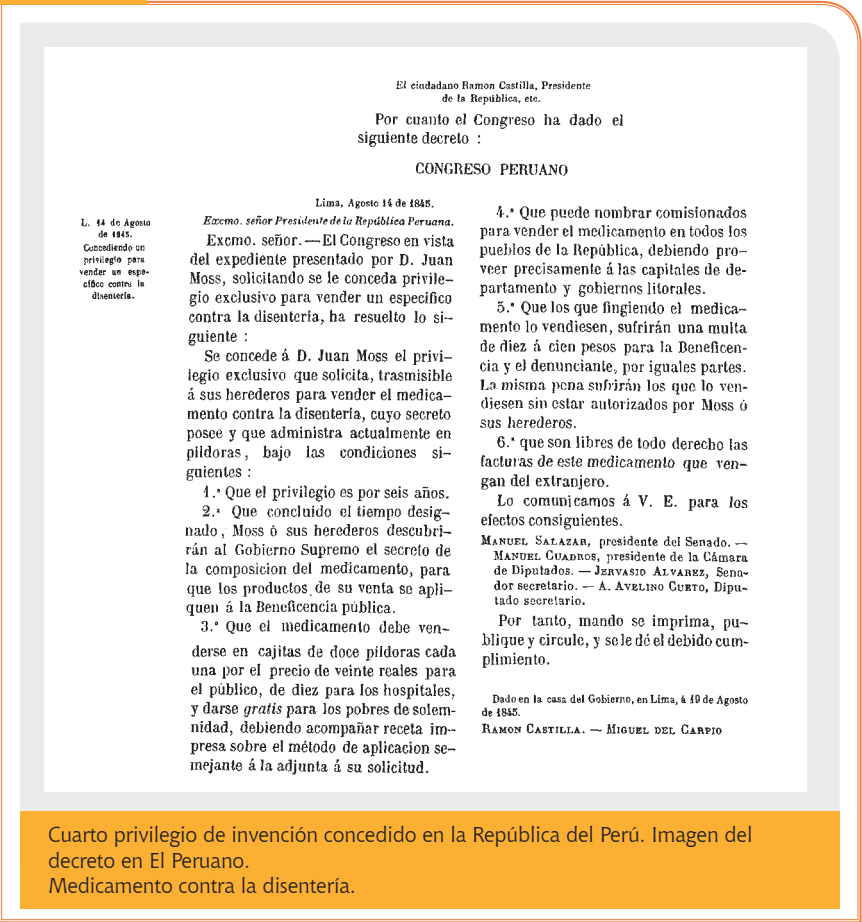 El ciudadano Ramon Castilla, Presidente
de la República, etc.
Por cuanto el Congreso ha dado el
siguiente decreto :
CONGRESO PERUANO
L. 14 de Agosto
de 1845.
Concediendo un
privilegio para
vender un espe-
cífico contra la
disentería.
Lima, Agosto 14 de 1845.
Excmo. señor Presidente de la República Peruana.
Excmo. señor.—El Congreso en vista
del expediente presentado por D. Juan
Moss, solicitando se le conceda privile-
gio exclusivo para vender un específico
contra la disentería, ha resuelto lo si-
guiente :
Se concede á D. Juan Moss el privi-
legio exclusivo que solicita, trasmisible
á sus herederos para vender el medica-
mento contra la disentería, cuyo secreto
posee y que administra actualmente en
píldoras, bajo las condiciones si-
guientes :
1.ª Que el privilegio es por seis años.
2.ª Que concluido el tiempo desig-
nado, Moss ó sus herederos descubri-
rán al Gobierno Supremo el secreto de
la composicion del medicamento, para
que los productos de su venta se apli-
quen á la Beneficencia pública.
3.ª Que el medicamento debe ven-
derse en cajitas de doce píldoras cada
una por el precio de veinte reales para
el público, de diez para los hospitales,
y darse gratis para los pobres de solem-
nidad, debiendo acompañar receta im-
presa sobre el método de aplicacion se-
mejante á la adjunta á su solicitud.
4.ª Que puede nombrar comisionados
para vender el medicamento en todos los
pueblos de la República, debiendo pro-
veer precisamente á las capitales de de-
partamento y gobiernos litorales.
5.ª Que los que fingiendo el medica-
mento lo vendiesen, sufrirán una multa
de diez á cien pesos para la Beneficen-
cia y el denunciante, por iguales partes.
La misma pena sufrirán los que lo ven-
diesen sin estar autorizados por Moss ó
sus herederos.
6.ª que son libres de todo derecho las
facturas de este medicamento que ven-
gan del extranjero.
Lo comunicamos á V. E. para los
efectos consiguientes.
MANUEL SALAZAR, presidente del Senado. —
MANUEL CUADROS, presidente de la Cámara
de Diputados. — JERVASIO ALVAREZ, Sena-
dor secretario. — A. AVELINO CUETO, Dipu-
tado secretario.
Por tanto, mando se imprima, pu-
blique y circule, y se le dé el debido cum-
plimiento.
Dado en la casa del Gobierno, en Lima, á 19 de Agosto
de 1845.
RAMON CASTILLA. — MIGUEL DEL CARPIO
Cuarto privilegio de invención concedido en la República del Perú. Imagen del
decreto en El Peruano.
Medicamento contra la disentería.